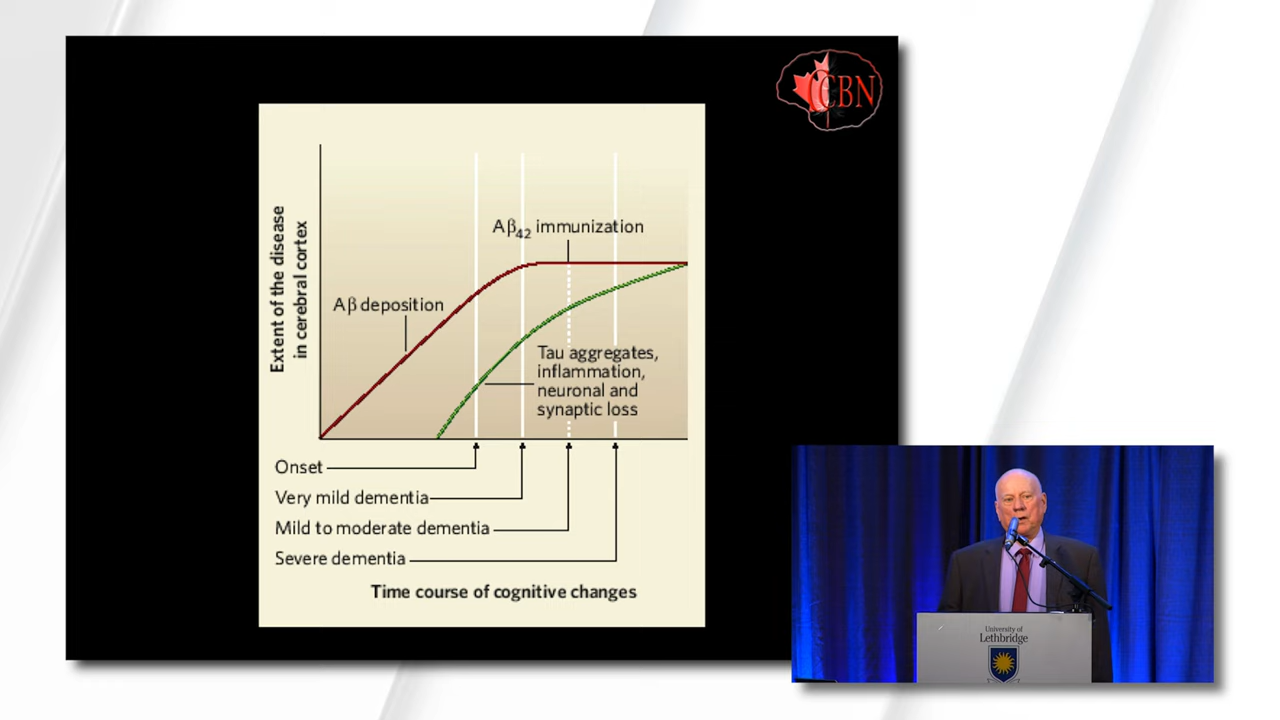 CCBN
Extent of the disease
in cerebral cortex
Aβ42 immunization
Aβ deposition
Tau aggregates,
inflammation,
neuronal and
synaptic loss
Onset
Very mild dementia
Mild to moderate dementia
Severe dementia
Time course of cognitive changes
University of
Lethbridge